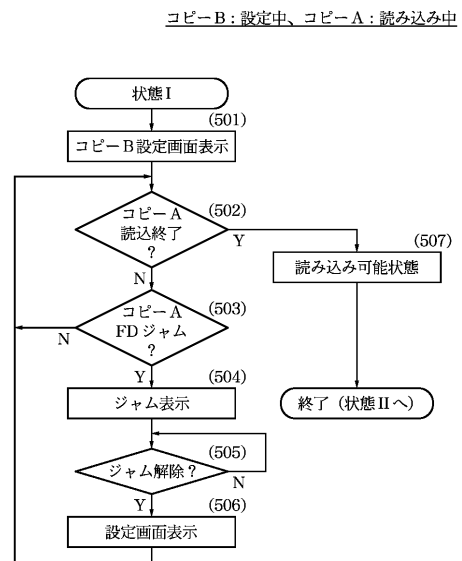 コピーB：設定中、コピーA：読み込み中
状態Ⅰ
(501)
コピーB設定画面表示
コピーA
読込終了
？
(502)
Y
N
(507)
読み込み可能状態
終了（状態Ⅱへ）
コピーA
FDジャム
？
(503)
N
Y
(504)
ジャム表示
(505)
ジャム解除？
N
Y
(506)
設定画面表示